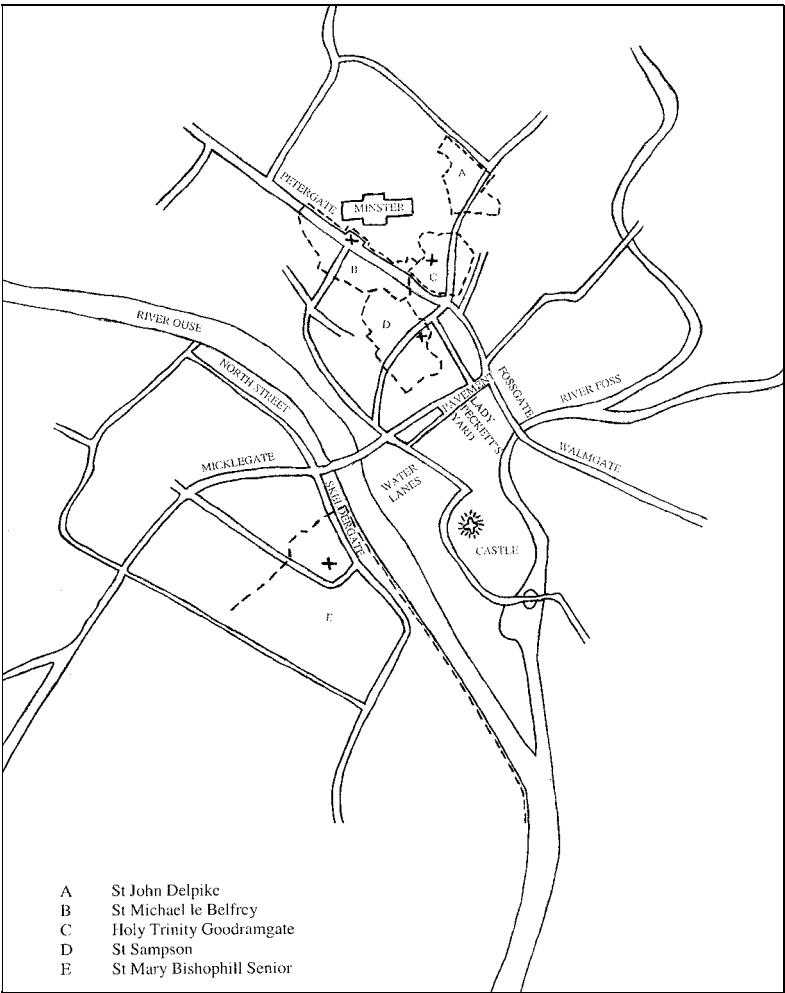 A
PETERGATE
MINSTER
B
C
D
RIVER OUSE
NORTH STREET
PAVEMENT
FOSSGATE
RIVER FOSS
LADY
PECKETT'S
YARD
WALMGATE
MICKLEGATE
WATER
LANES
SKELDERGATE
CASTLE
E
A St John Delpike
B St Michael le Belfrey
C Holy Trinity Goodramgate
D St Sampson
E St Mary Bishophill Senior